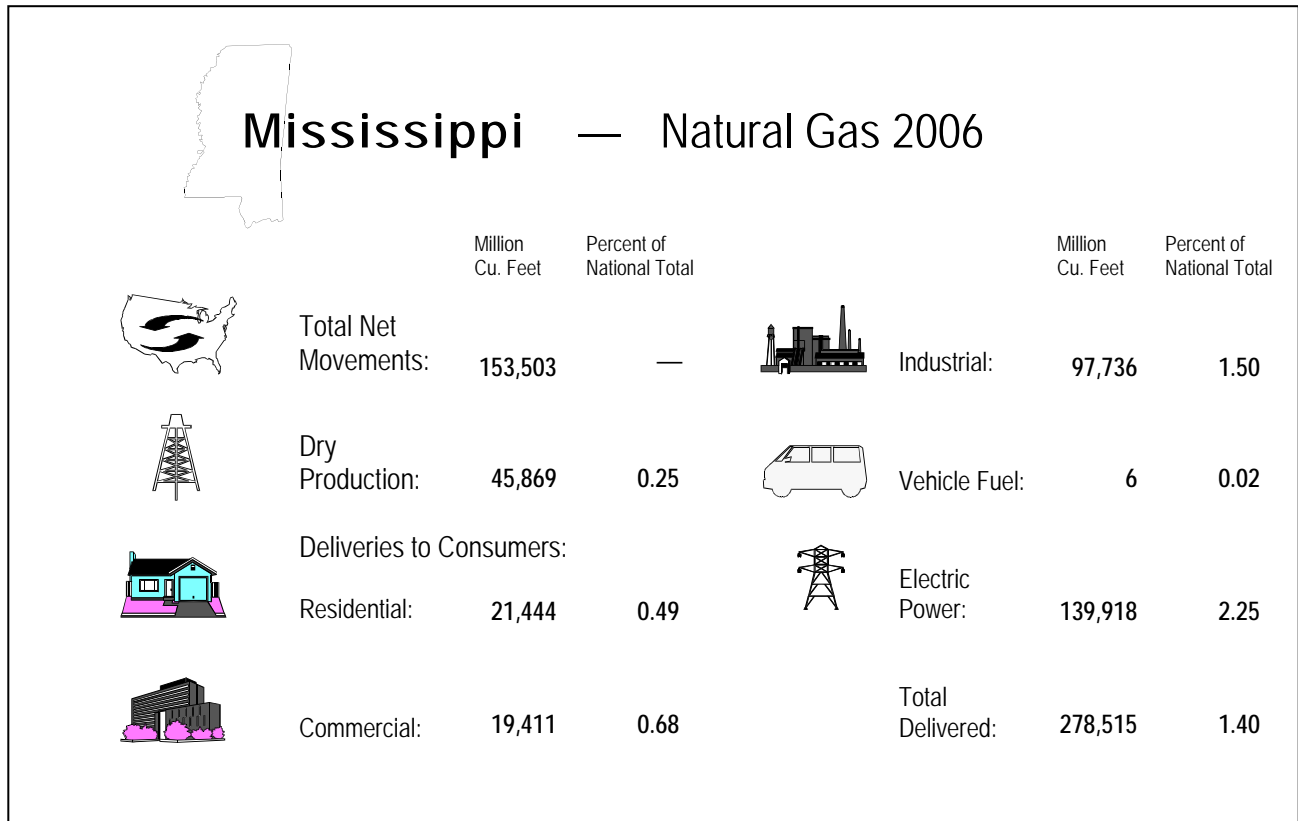 Mississippi — Natural Gas 2006
Million
Cu. Feet
Percent of
National Total
Total Net
Movements: 153,503 —
Dry
Production: 45,869 0.25
Deliveries to Consumers:
Residential: 21,444 0.49
Commercial: 19,411 0.68
Million
Cu. Feet
Percent of
National Total
Industrial: 97,736 1.50
Vehicle Fuel: 6 0.02
Electric
Power: 139,918 2.25
Total
Delivered: 278,515 1.40